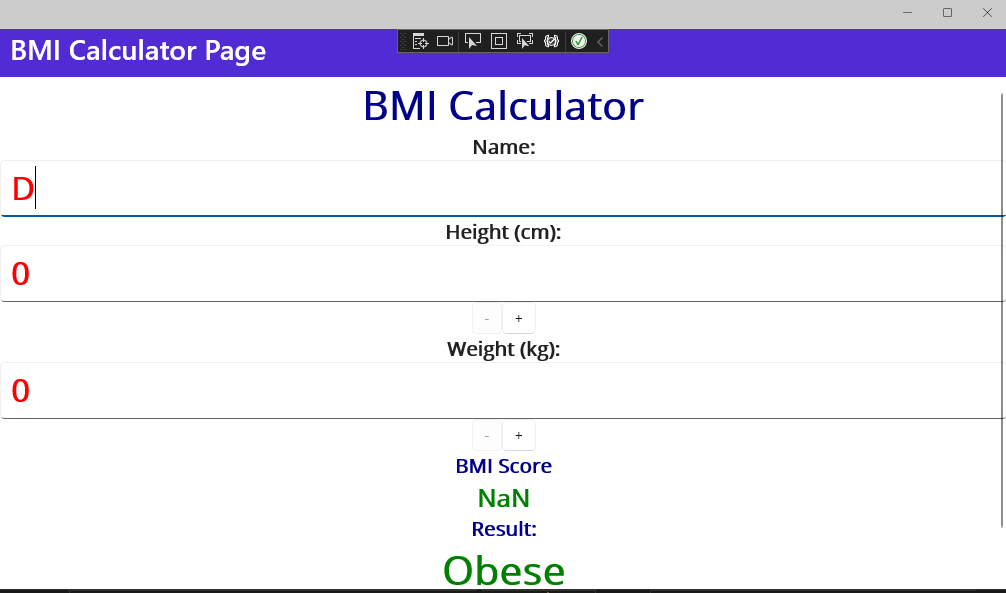 BMI Calculator Page
BMI Calculator
Name:
D
Height (cm):
0
- +
Weight (kg):
0
- +
BMI Score
NaN
Result:
Obese